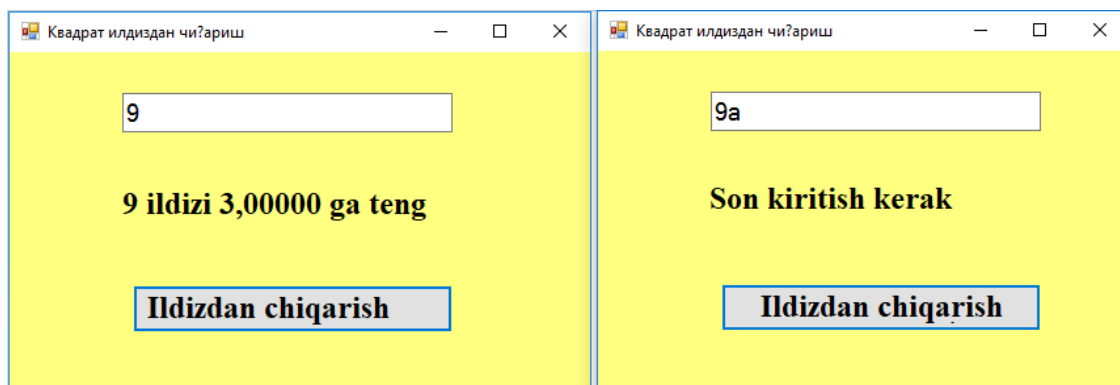 Квадрат илдиздан чи?ариш
9
9 ildizi 3,00000 ga teng
Ildizdan chiqarish
Квадрат илдиздан чи?ариш
9a
Son kiritish kerak
Ildizdan chiqarish